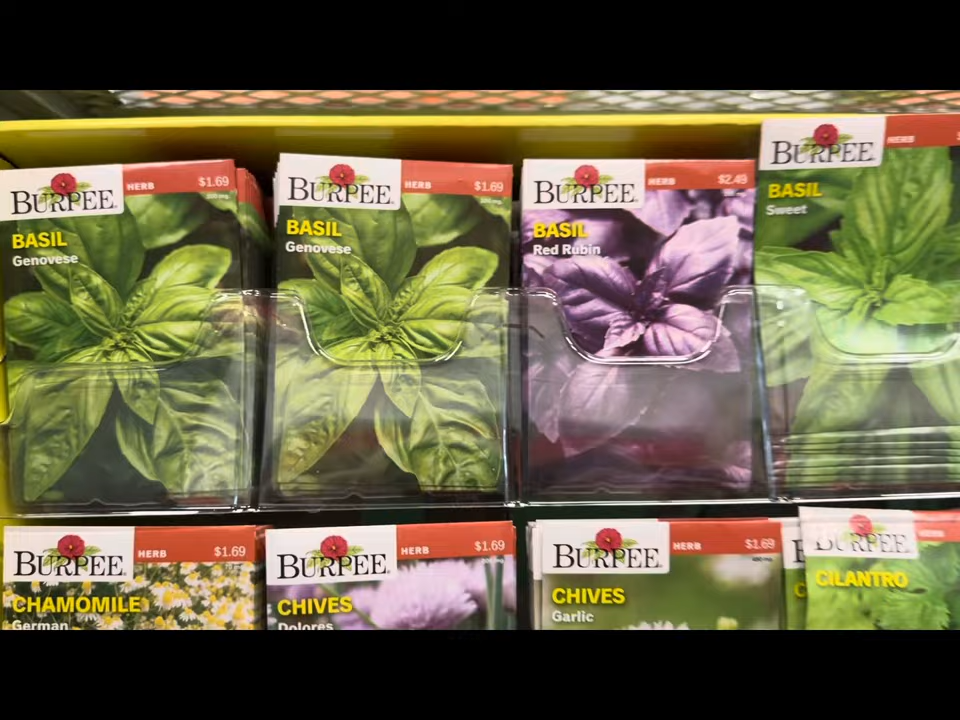 BURPEE®
HERB
$1.69
BASIL
Genovese
BURPEE®
HERB
$1.69
BASIL
Genovese
BURPEE®
HERB
$2.49
BASIL
Red Rubin
BURPEE®
HERB
BASIL
Sweet
BURPEE®
HERB
$1.69
CHAMOMILE
German
BURPEE®
HERB
$1.69
CHIVES
Dolores
BURPEE®
HERB
$1.69
CHIVES
Garlic
BURPEE
HERB
CILANTRO